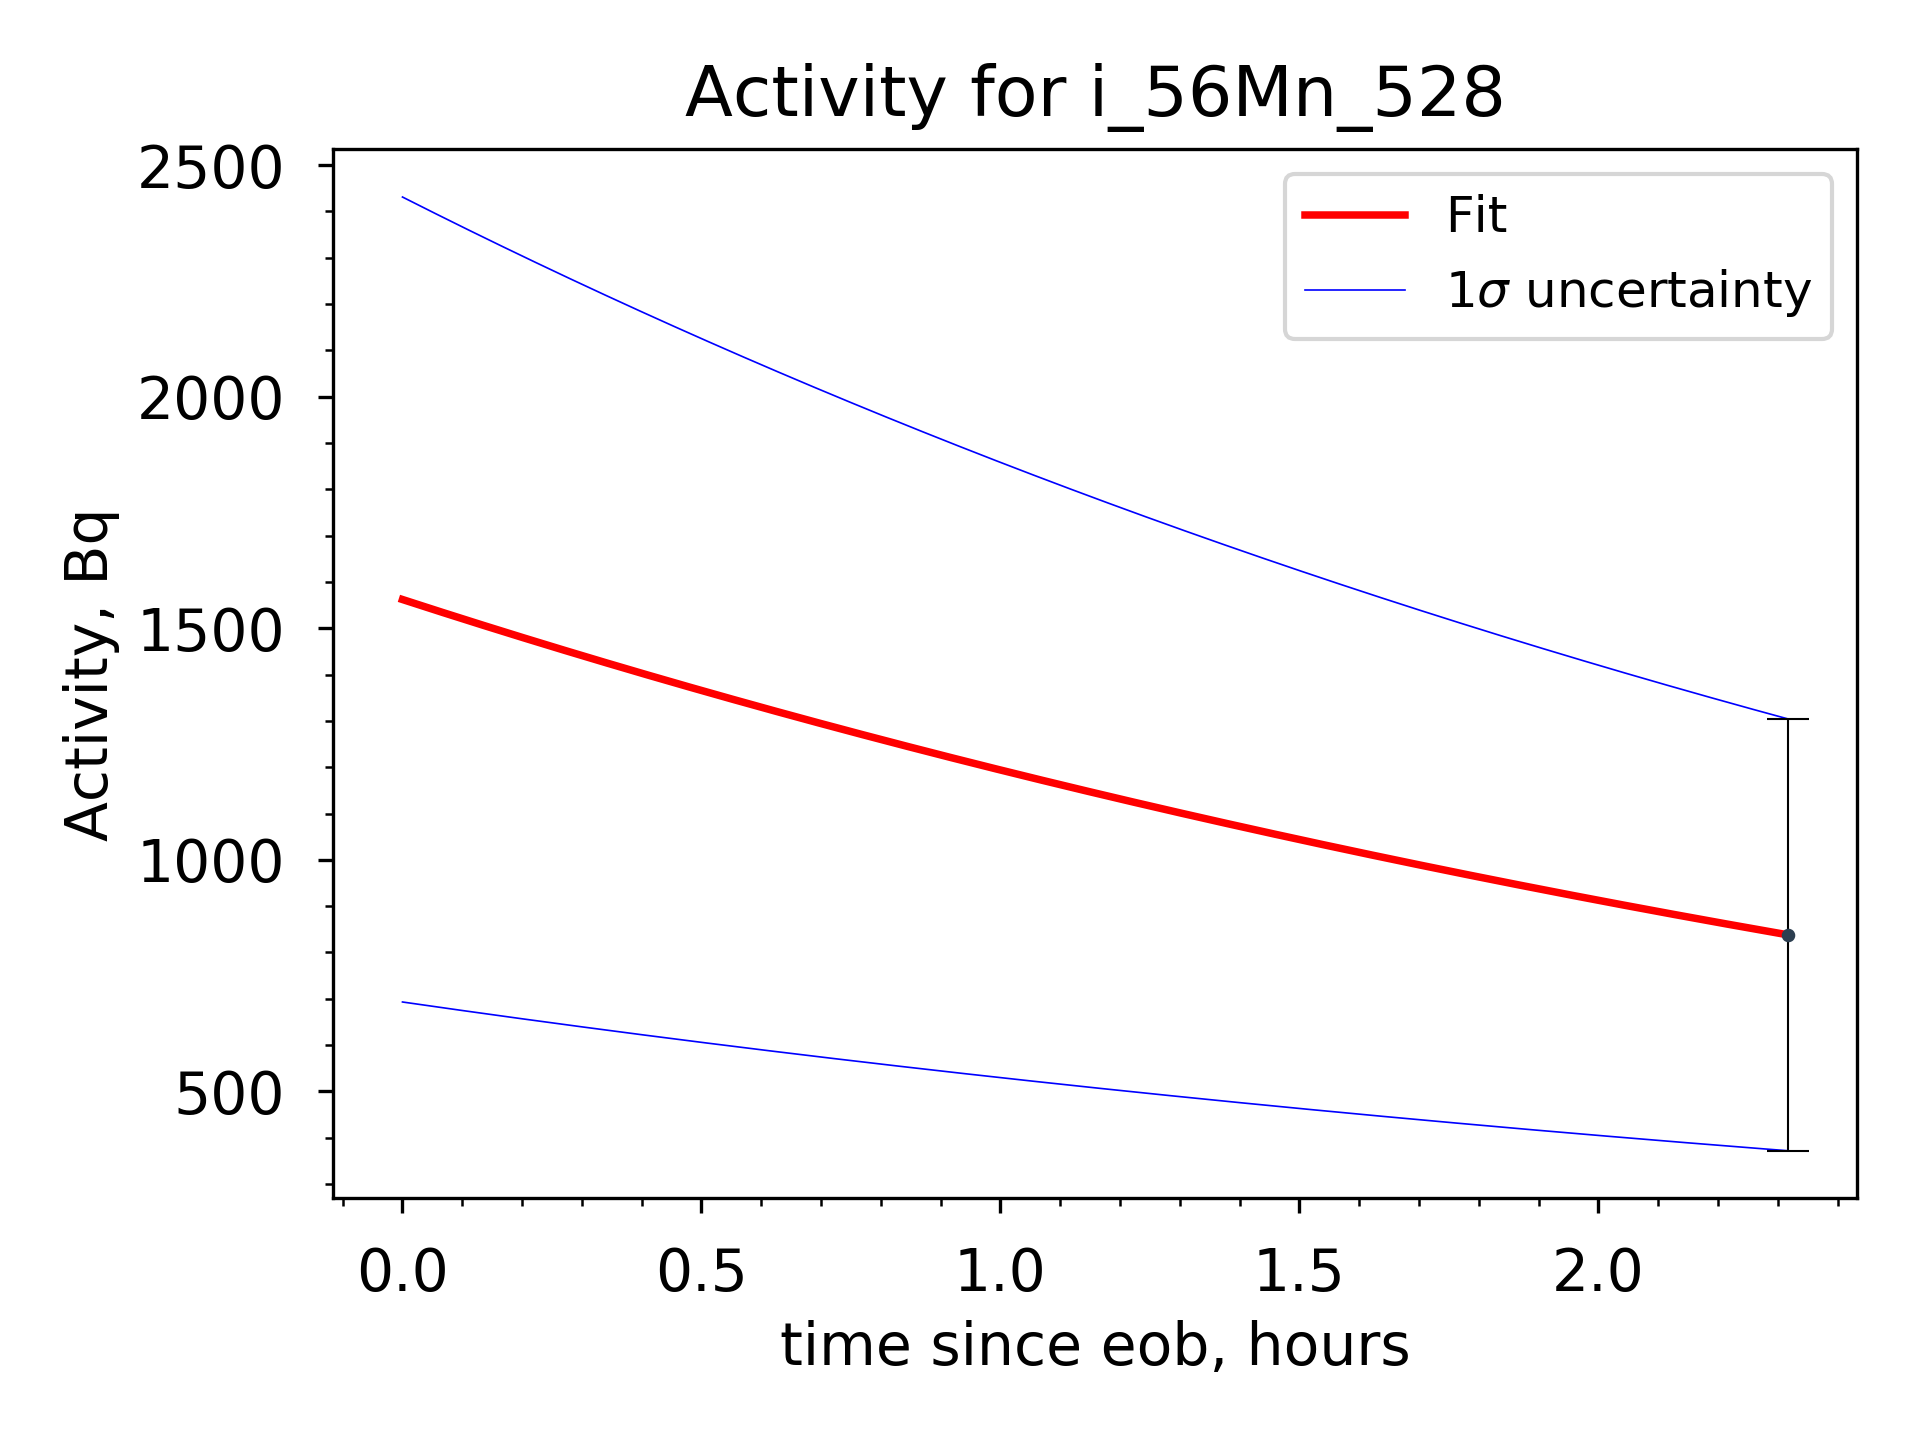 Activity for i_56Mn_528
Fit
1σ uncertainty
2500
2000
1500
1000
500
Activity, Bq
0.0 0.5 1.0 1.5 2.0
time since eob, hours